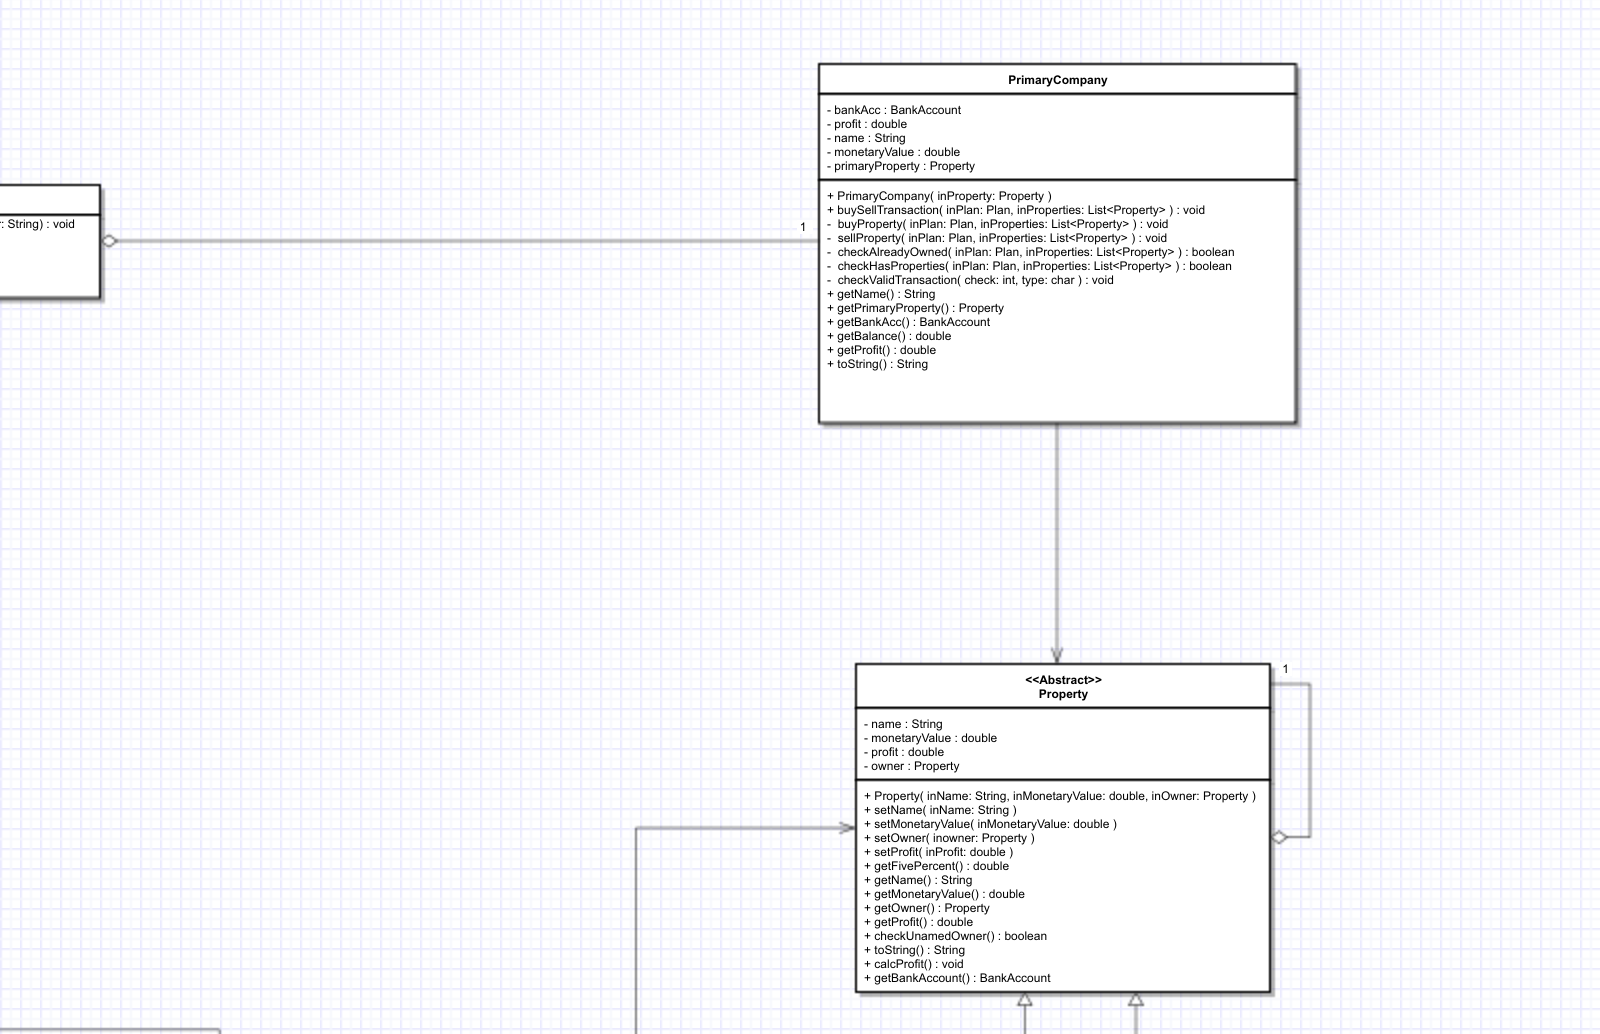 PrimaryCompany
- bankAcc : BankAccount
- profit : double
- name : String
- monetaryValue : double
- primaryProperty : Property
+ PrimaryCompany( inProperty: Property )
+ buySellTransaction( inPlan: Plan, inProperties: List<Property> ) : void
- buyProperty( inPlan: Plan, inProperties: List<Property> ) : void
- sellProperty( inPlan: Plan, inProperties: List<Property> ) : void
- checkAlreadyOwned( inPlan: Plan, inProperties: List<Property> ) : boolean
- checkHasProperties( inPlan: Plan, inProperties: List<Property> ) : boolean
- checkValidTransaction( check: int, type: char ) : void
+ getName() : String
+ getPrimaryProperty() : Property
+ getBankAcc() : BankAccount
+ getBalance() : double
+ getProfit() : double
+ toString() : String
: String) : void
1
1
<<Abstract>>
Property
- name : String
- monetaryValue : double
- profit : double
- owner : Property
+ Property( inName: String, inMonetaryValue: double, inOwner: Property )
+ setName( inName: String )
+ setMonetaryValue( inMonetaryValue: double )
+ setOwner( inowner: Property )
+ setProfit( inProfit: double )
+ getFivePercent() : double
+ getName() : String
+ getMonetaryValue() : double
+ getOwner() : Property
+ getProfit() : double
+ checkUnamedOwner() : boolean
+ toString() : String
+ calcProfit() : void
+ getBankAccount() : BankAccount